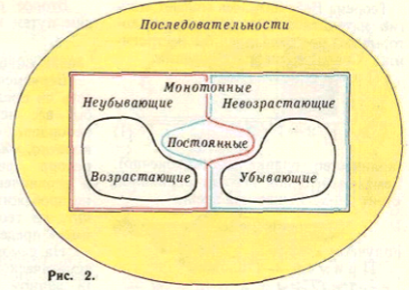 Последовательности
Монотонные
Неубывающие Невозрастающие
Постоянные
Возрастающие Убывающие
Рис. 2.